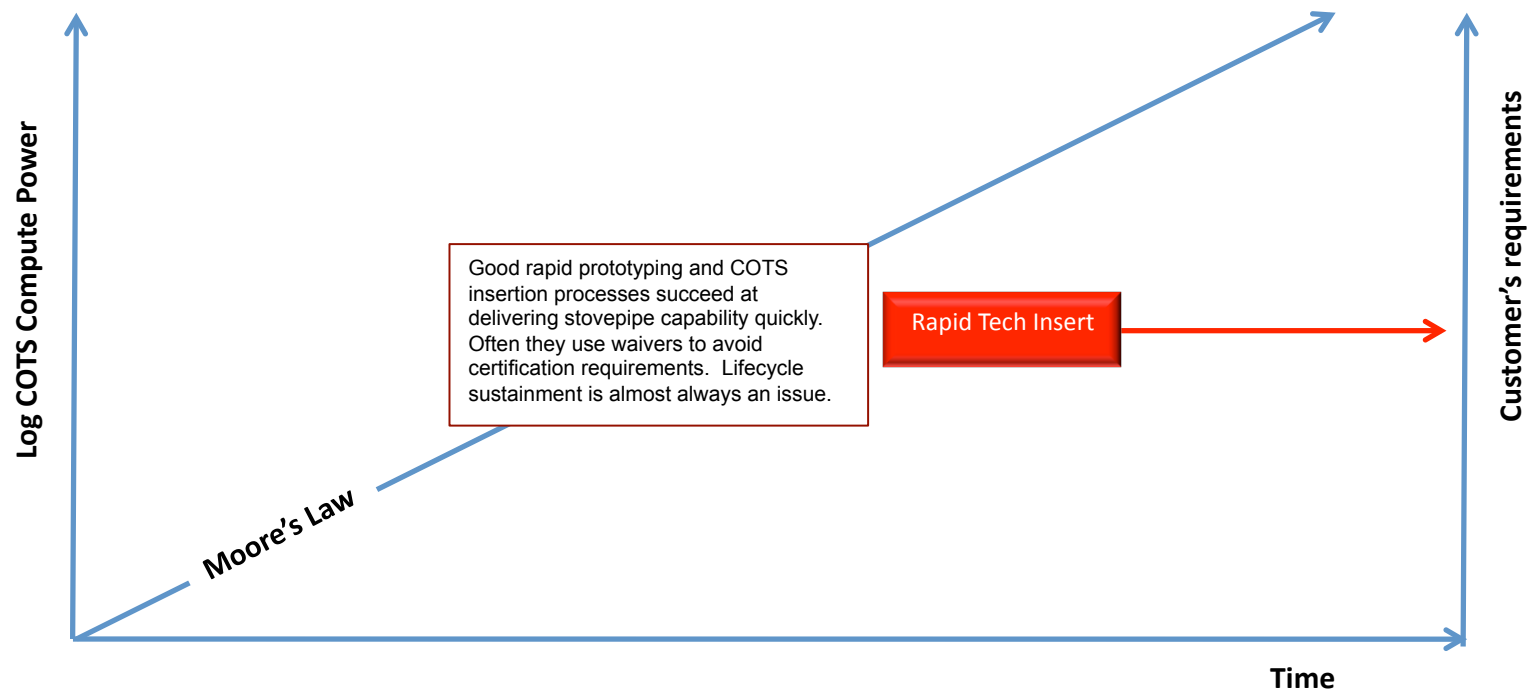 Log COTS Compute Power
Good rapid prototyping and COTS
insertion processes succeed at
delivering stovepipe capability quickly.
Often they use waivers to avoid
certification requirements.  Lifecycle
sustainment is almost always an issue.
Rapid Tech Insert
Customer’s requirements
Moore’s Law
Time